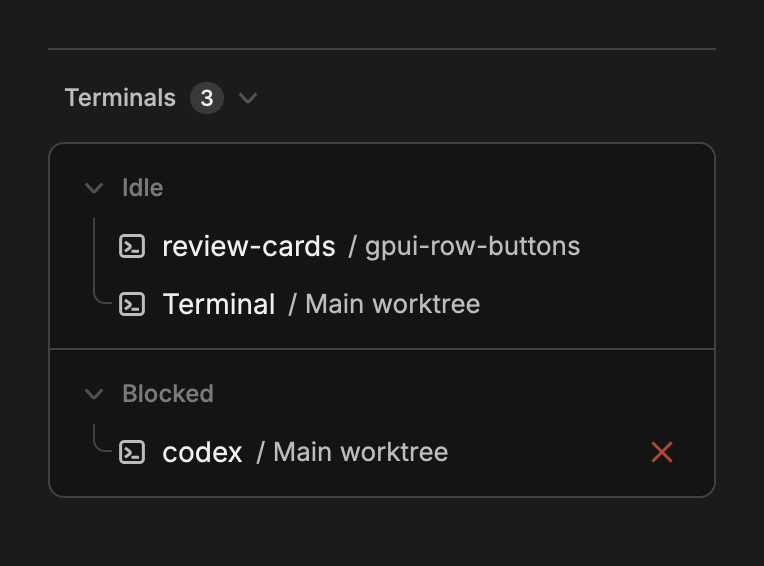 Terminals 3
Idle
review-cards / gpui-row-buttons
Terminal / Main worktree
Blocked
codex / Main worktree